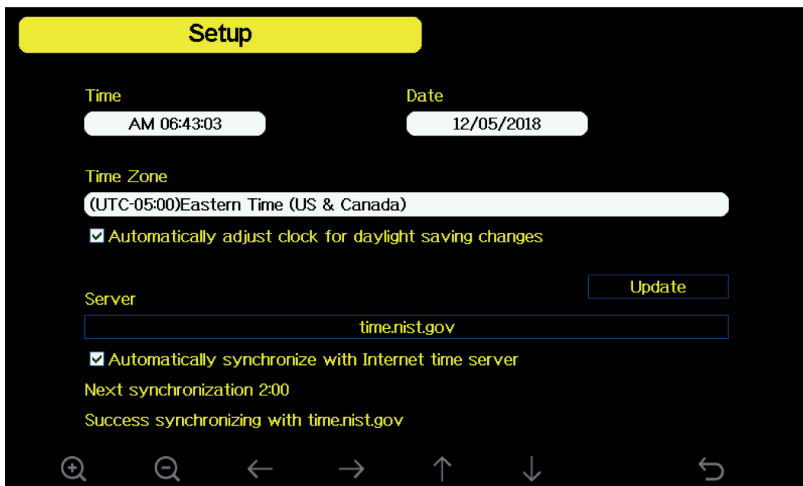 Setup
Time Date
AM 06:43:03 12/05/2018
Time Zone
(UTC-05:00)Eastern Time (US & Canada)
Automatically adjust clock for daylight saving changes
Update
Server
time.nist.gov
Automatically synchronize with Internet time server
Next synchronization 2:00
Success synchronizing with time.nist.gov